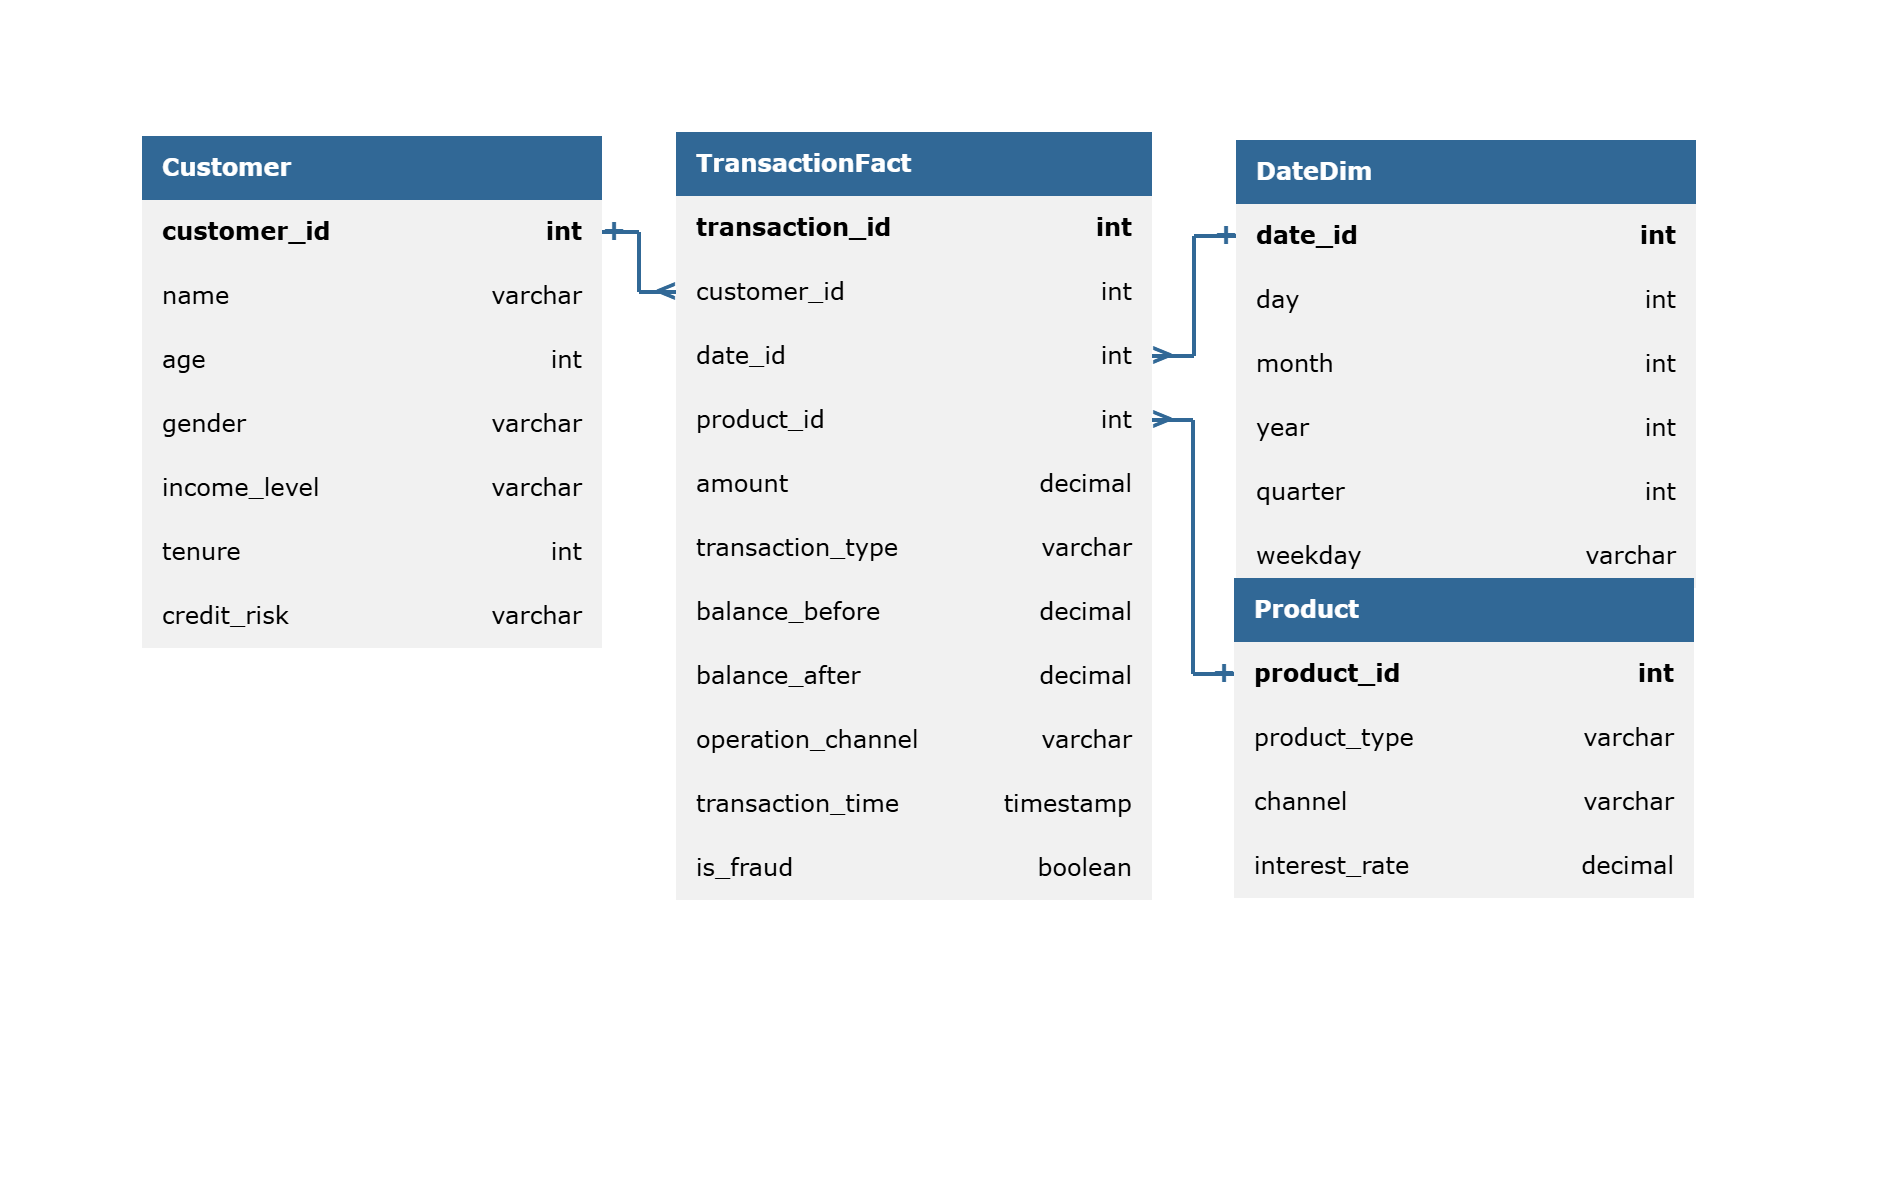 Customer
customer_id int
name varchar
age int
gender varchar
income_level varchar
tenure int
credit_risk varchar
TransactionFact
transaction_id int
customer_id int
date_id int
product_id int
amount decimal
transaction_type varchar
balance_before decimal
balance_after decimal
operation_channel varchar
transaction_time timestamp
is_fraud boolean
DateDim
date_id int
day int
month int
year int
quarter int
weekday varchar
Product
product_id int
product_type varchar
channel varchar
interest_rate decimal